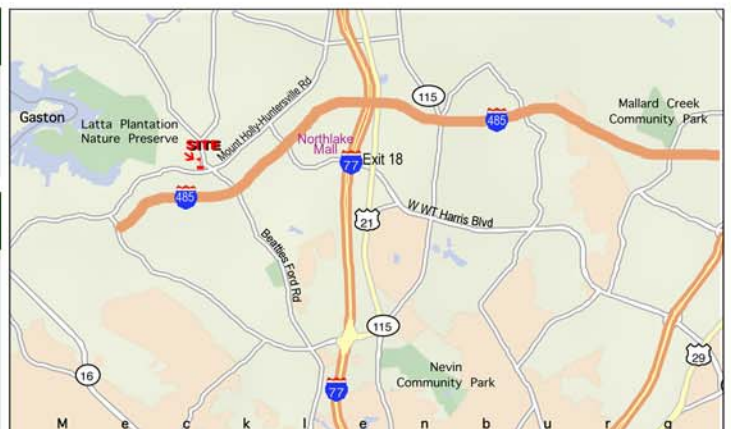 115
Mallard Creek
Community Park
Gaston
Latta Plantation
Nature Preserve
Mount Holly-Huntersville Rd
485
SITE
Northlake
Mall
77
Exit 18
485
21
W WT Harris Blvd
Beatties Ford Rd
115
Nevin
Community Park
29
16
77
M e c k l e n b u r g